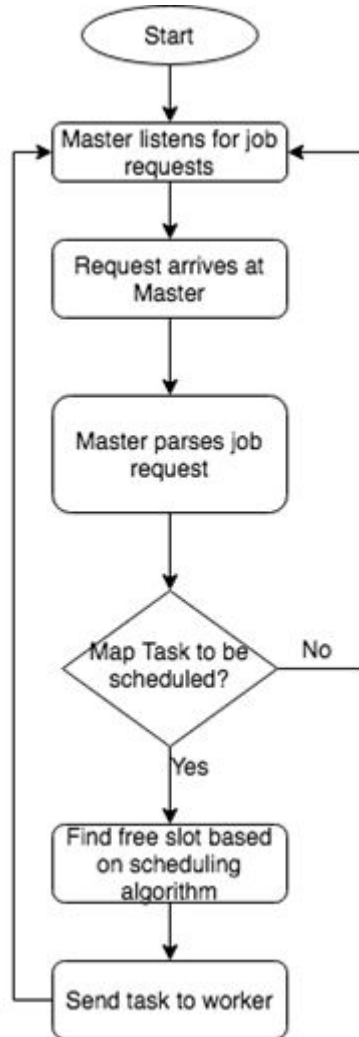 Start
Master listens for job
requests
Request arrives at
Master
Master parses job
request
Map Task to be
scheduled?
No
Yes
Find free slot based
on scheduling
algorithm
Send task to worker